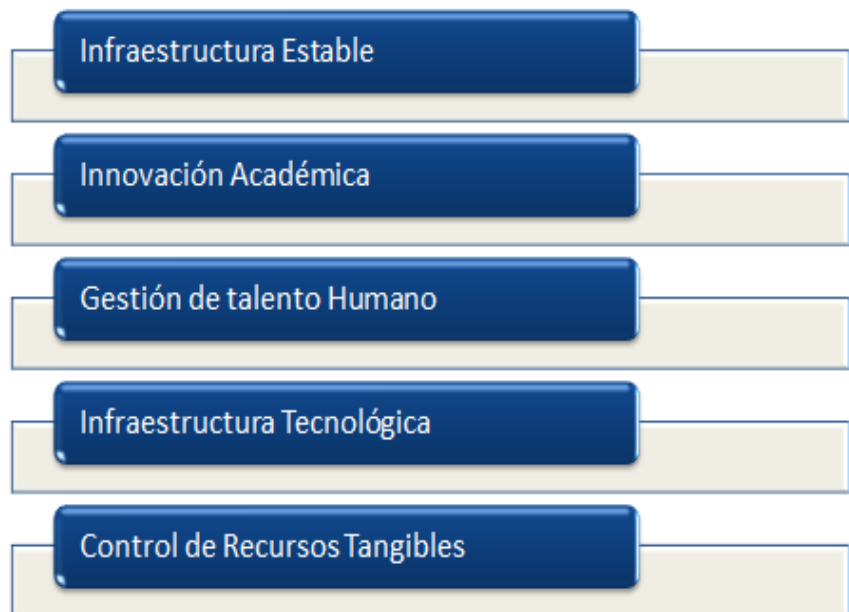 Infraestructura Estable
Innovación Académica
Gestión de talento Humano
Infraestructura Tecnológica
Control de Recursos Tangibles